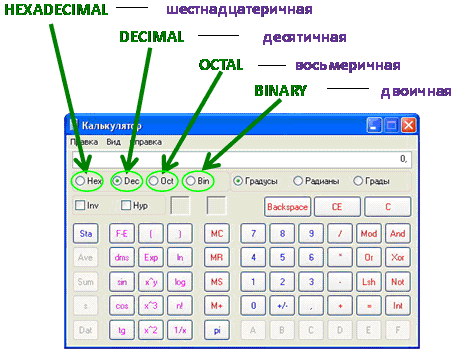 HEXADECIMAL — шестнадцатеричная
DECIMAL — десятичная
OCTAL — восьмеричная
BINARY — двоичная
Калькулятор
Правка Вид Справка
0,
Hex Dec Oct Bin Градусы Радианы Грады
Inv Hyp Backspace CE C
Sta F-E ( ) MC 7 8 9 / Mod And
Ave dms Exp ln MR 4 5 6 * Or Xor
Sum sin x^y log MS 1 2 3 - Lsh Not
s cos x^3 n! M+ 0 +/- , + = Int
Dat tg x^2 1/x pi A B C D E F